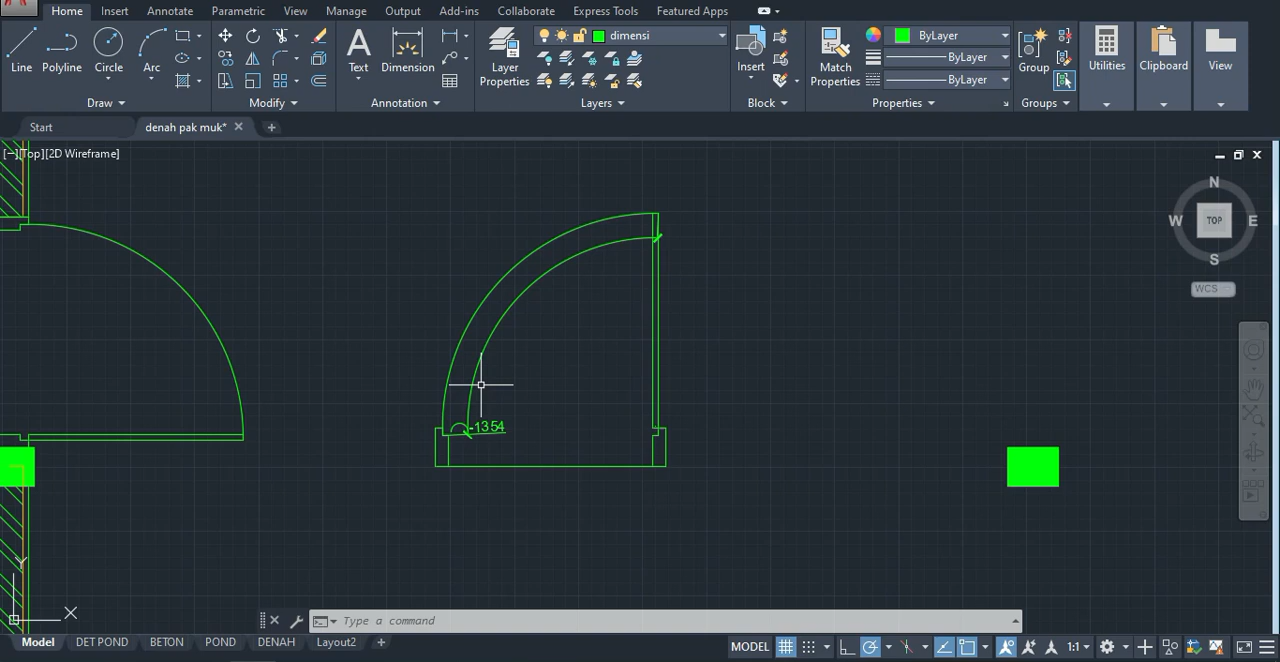 Home Insert Annotate Parametric View Manage Output Add-ins Collaborate Express Tools Featured Apps
Line Polyline Circle Arc
Text Dimension
Layer Properties
dimensi
Insert
Match Properties
ByLayer
ByLayer
ByLayer
Group
Utilities Clipboard View
Draw Modify Annotation Layers Block Properties Groups
Start denah pak muk*
[−][Top][2D Wireframe]
N
W TOP E
S
WCS
-1354
Y
X
Type a command
Model DET POND BETON POND DENAH Layout2
MODEL 1:1